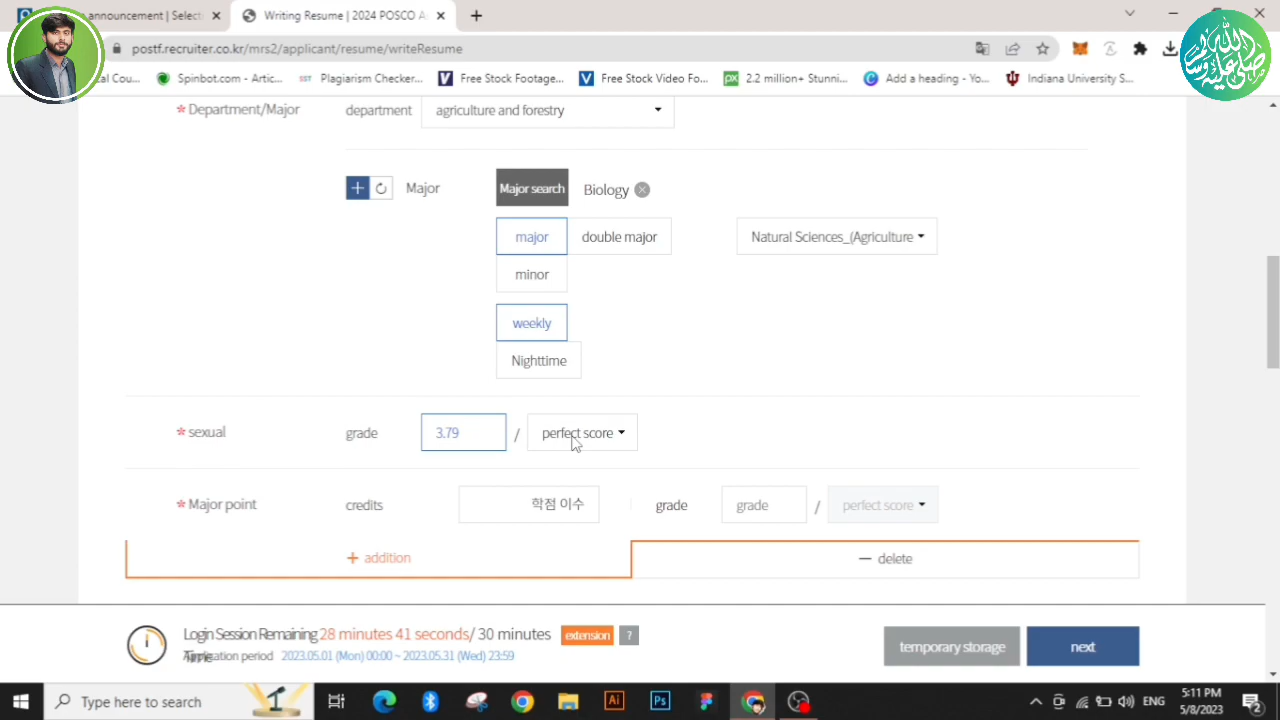 announcement | Select
Writing Resume | 2024 POSCO A
postf.recruiter.co.kr/mrs2/applicant/resume/writeResume
al Cou...
Spinbot.com - Artic...
Plagiarism Checker...
Free Stock Footage...
Free Stock Video Fo...
2.2 million+ Stunni...
Add a heading - Yo...
Indiana University S...
* Department/Major
department
agriculture and forestry
Major
Major search
Biology
major
double major
Natural Sciences_(Agriculture
minor
weekly
Nighttime
* sexual
grade
3.79
/
perfect score
* Major point
credits
학점 이수
grade
grade
/
perfect score
+ addition
— delete
Login Session Remaining 28 minutes 41 seconds/ 30 minutes
extension
?
Application period 2023.05.01 (Mon) 00:00 ~ 2023.05.31 (Wed) 23:59
temporary storage
next
Type here to search
Ai
Ps
ENG
5:11 PM
5/8/2023
2